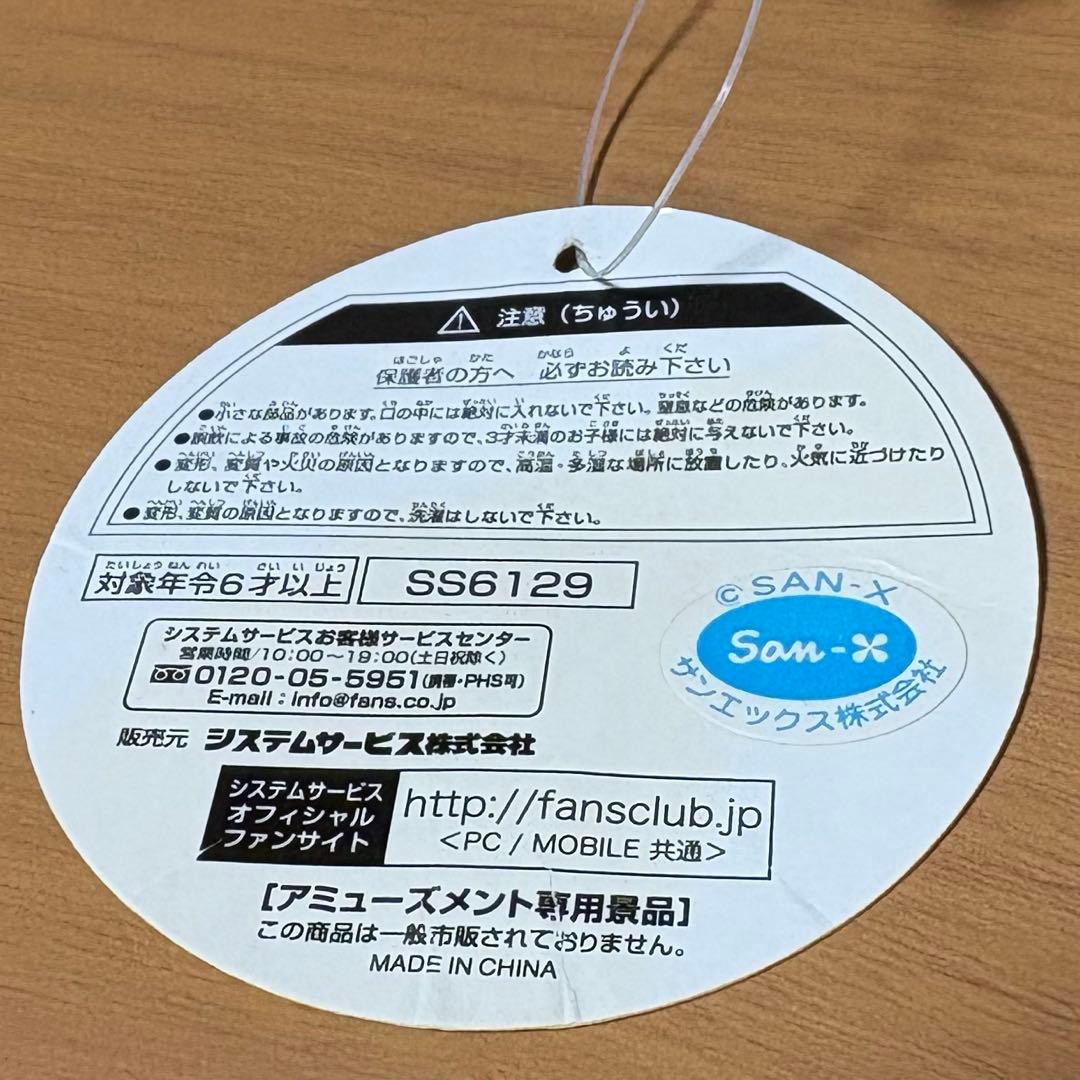 注意（ちゅうい）
保護者の方へ 必ずお読み下さい
●小さな部品があります。口の中には絶対に入れないで下さい。窒息などの危険があります。
●誤飲による事故の危険がありますので、3才未満のお子様には絶対に与えないで下さい。
●変形、変質や火災の原因となりますので、高温・多湿な場所に放置したり、火気に近づけたり
しないで下さい。
●変形、変質の原因となりますので、洗濯はしないで下さい。
対象年令6才以上
SS6129
© SAN-X
San-X
サンエックス株式会社
システムサービスお客様サービスセンター
営業時間/10:00〜19:00(土日祝除く)
0120-05-5951(携帯・PHS可)
E-mail : info@fans.co.jp
販売元 システムサービス株式会社
システムサービス
オフィシャル
ファンサイト
http://fansclub.jp
<PC / MOBILE 共通>
[アミューズメント専用景品]
この商品は一般市販されておりません。
MADE IN CHINA